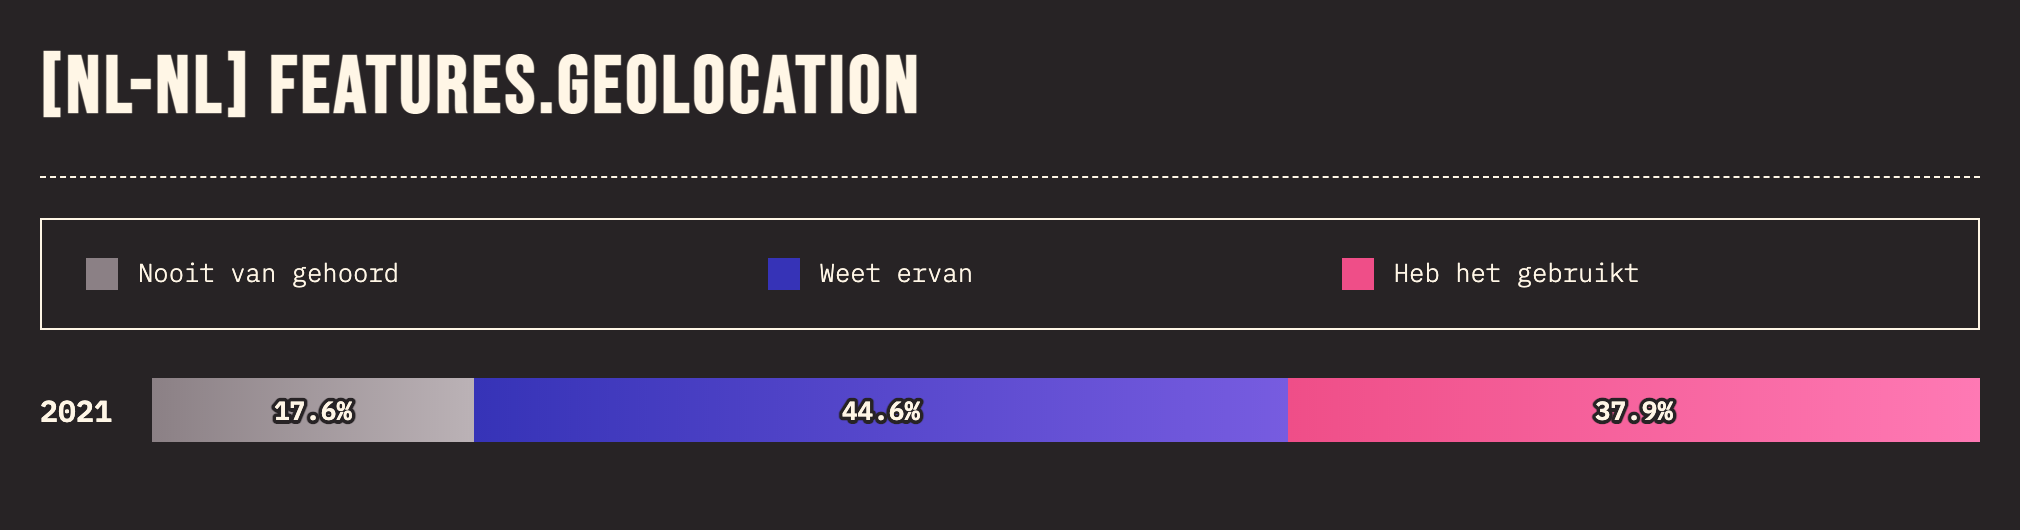 [NL-NL] FEATURES.GEOLOCATION
Nooit van gehoord
Weet ervan
Heb het gebruikt
2021 17.6% 44.6% 37.9%